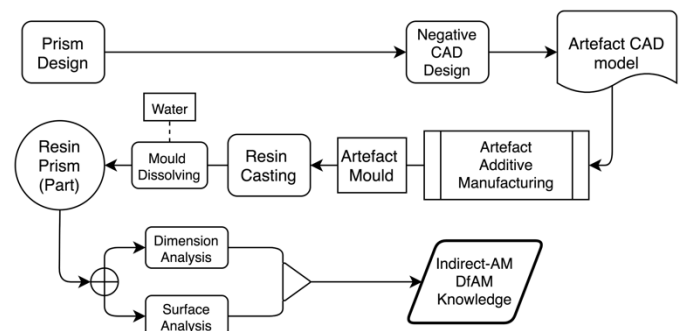 Prism
Design
Negative
CAD
Design
Artefact CAD
model
Water
Resin
Prism
(Part)
Mould
Dissolving
Resin
Casting
Artefact
Mould
Artefact
Additive
Manufacturing
Dimension
Analysis
Surface
Analysis
Indirect-AM
DfAM
Knowledge